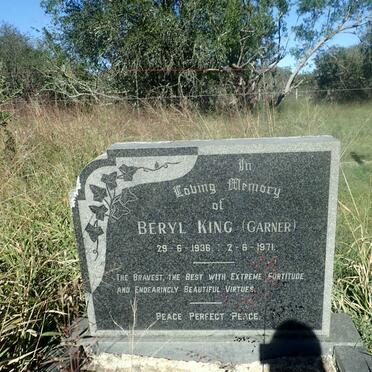 In
Loving Memory
of
BERYL KING (GARNER)
29-6-1936 : 2-6-1971
THE BRAVEST, THE BEST WITH EXTREME FORTITUDE
AND ENDEARINGLY BEAUTIFUL VIRTUES.
PEACE PERFECT PEACE.